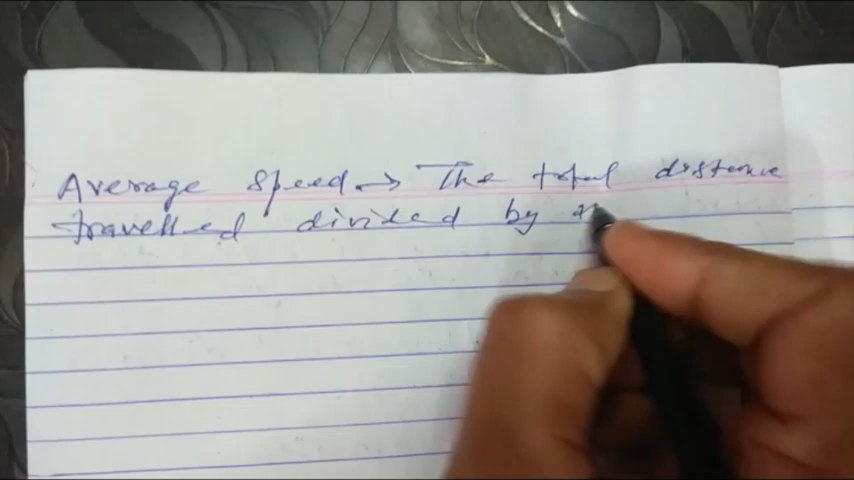 Average speed → The total distance
travelled divided by